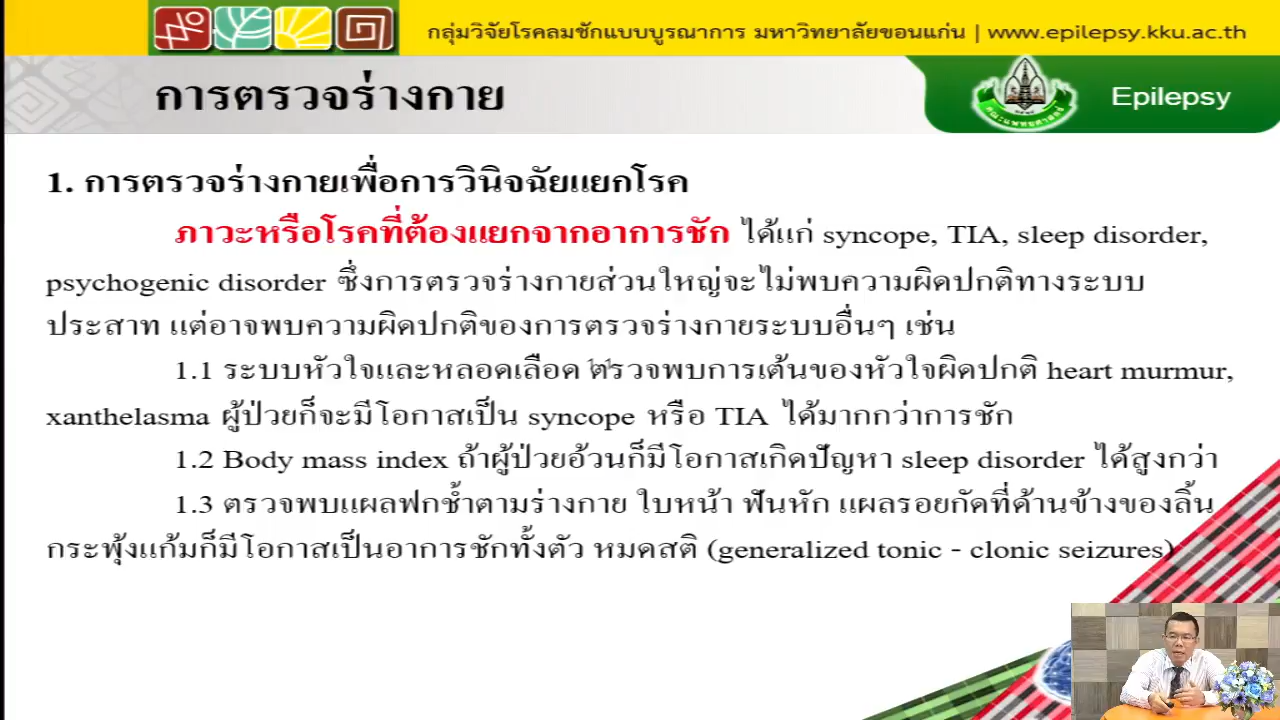 กลุ่มวิจัยโรคลมชักแบบบูรณาการ มหาวิทยาลัยขอนแก่น | www.epilepsy.kku.ac.th
การตรวจร่างกาย
Epilepsy
คณะแพทยศาสตร์
1. การตรวจร่างกายเพื่อการวินิจฉัยแยกโรค
ภาวะหรือโรคที่ต้องแยกจากอาการชัก ได้แก่ syncope, TIA, sleep disorder,
psychogenic disorder ซึ่งการตรวจร่างกายส่วนใหญ่จะไม่พบความผิดปกติทางระบบ
ประสาท แต่อาจพบความผิดปกติของการตรวจร่างกายระบบอื่นๆ เช่น
1.1 ระบบหัวใจและหลอดเลือด ตรวจพบการเต้นของหัวใจผิดปกติ heart murmur,
xanthelasma ผู้ป่วยก็จะมีโอกาสเป็น syncope หรือ TIA ได้มากกว่าการชัก
1.2 Body mass index ถ้าผู้ป่วยอ้วนก็มีโอกาสเกิดปัญหา sleep disorder ได้สูงกว่า
1.3 ตรวจพบแผลฟกช้ำตามร่างกาย ใบหน้า ฟันหัก แผลรอยกัดที่ด้านข้างของลิ้น
กระพุ้งแก้มก็มีโอกาสเป็นอาการชักทั้งตัว หมดสติ (generalized tonic - clonic seizures)